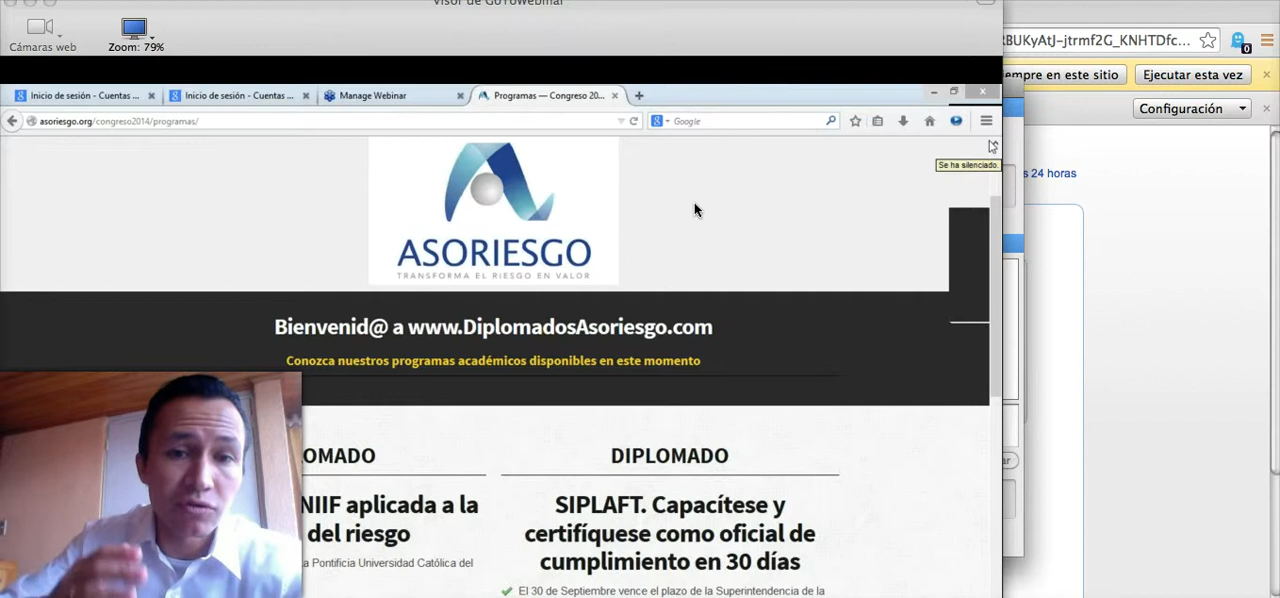 Visor de GoToWebinar
Cámaras web
Zoom: 79%
RBUKyAtJ-jtrmf2G_KNHTDfc...
0
empre en este sitio
Ejecutar esta vez
Configuración
Inicio de sesión - Cuentas ...
Inicio de sesión - Cuentas ...
Manage Webinar
Programas — Congreso 20...
asoriesgo.org/congreso2014/programas/
Google
Se ha silenciado.
s 24 horas
ASORIESGO
TRANSFORMA EL RIESGO EN VALOR
Bienvenid@ a www.DiplomadosAsoriesgo.com
Conozca nuestros programas académicos disponibles en este momento
OMADO
NIIF aplicada a la
del riesgo
a Pontificia Universidad Católica del
DIPLOMADO
SIPLAFT. Capacítese y
certifíquese como oficial de
cumplimiento en 30 días
El 30 de Septiembre vence el plazo de la Superintendencia de la
ar